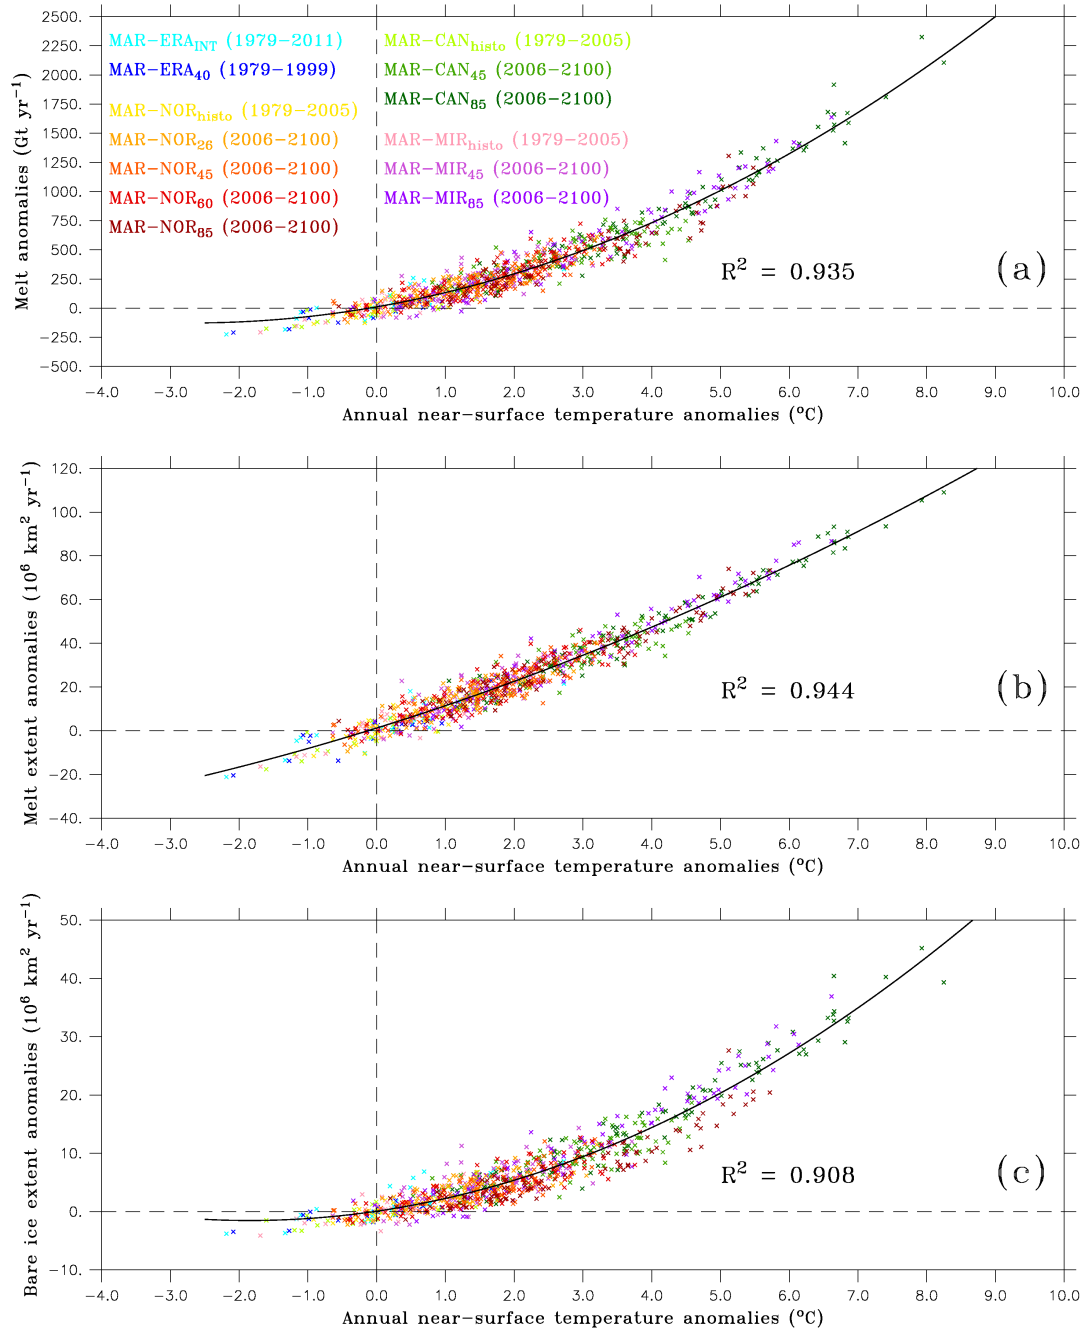 2500.
2250.
2000.
1750.
1500.
1250.
1000.
750.
500.
250.
0.
−250.
−500.
Melt anomalies (Gt yr⁻¹)
MAR−ERA_INT (1979−2011)
MAR−ERA₄₀ (1979−1999)
MAR−NOR_histo (1979−2005)
MAR−NOR₂₆ (2006−2100)
MAR−NOR₄₅ (2006−2100)
MAR−NOR₆₀ (2006−2100)
MAR−NOR₈₅ (2006−2100)
MAR−CAN_histo (1979−2005)
MAR−CAN₄₅ (2006−2100)
MAR−CAN₈₅ (2006−2100)
MAR−MIR_histo (1979−2005)
MAR−MIR₄₅ (2006−2100)
MAR−MIR₈₅ (2006−2100)
R² = 0.935
(a)
−4.0 −3.0 −2.0 −1.0 0.0 1.0 2.0 3.0 4.0 5.0 6.0 7.0 8.0 9.0 10.0
Annual near−surface temperature anomalies (°C)
120.
100.
80.
60.
40.
20.
0.
−20.
−40.
Melt extent anomalies (10⁶ km² yr⁻¹)
R² = 0.944
(b)
−4.0 −3.0 −2.0 −1.0 0.0 1.0 2.0 3.0 4.0 5.0 6.0 7.0 8.0 9.0 10.0
Annual near−surface temperature anomalies (°C)
50.
40.
30.
20.
10.
0.
−10.
Bare ice extent anomalies (10⁶ km² yr⁻¹)
R² = 0.908
(c)
−4.0 −3.0 −2.0 −1.0 0.0 1.0 2.0 3.0 4.0 5.0 6.0 7.0 8.0 9.0 10.0
Annual near−surface temperature anomalies (°C)